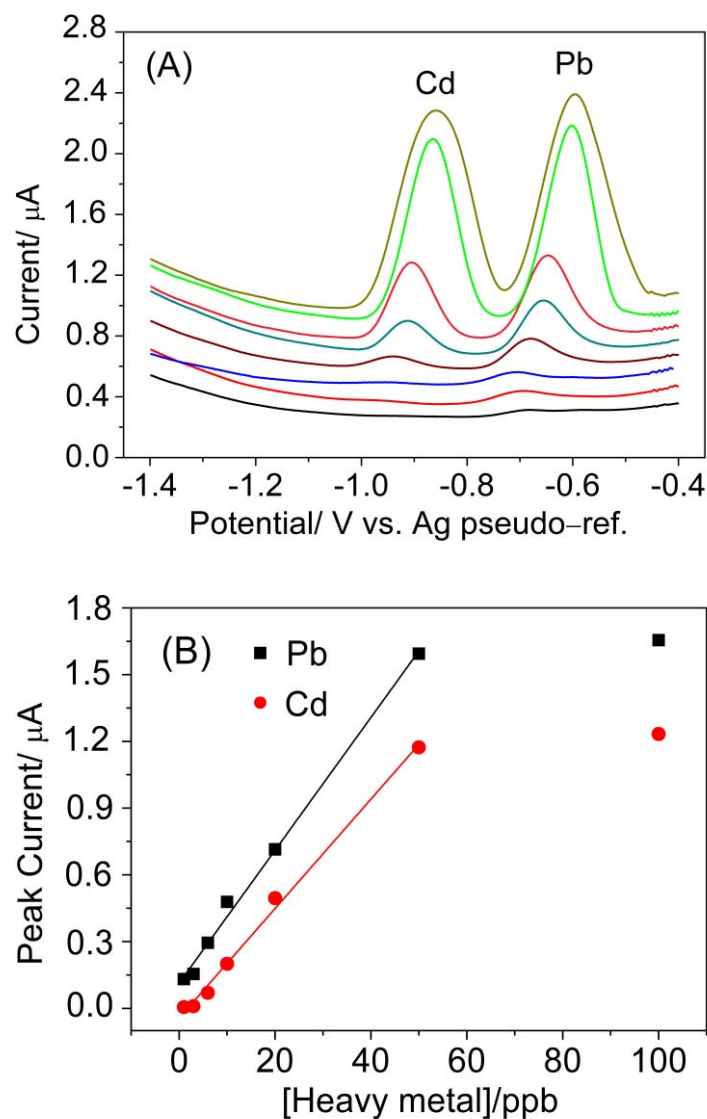 (A)
Cd
Pb
2.8
2.4
2.0
1.6
1.2
0.8
0.4
0.0
Current/ μA
-1.4 -1.2 -1.0 -0.8 -0.6 -0.4
Potential/ V vs. Ag pseudo–ref.
(B)
Pb
Cd
1.8
1.5
1.2
0.9
0.6
0.3
0.0
Peak Current/ μA
0 20 40 60 80 100
[Heavy metal]/ppb